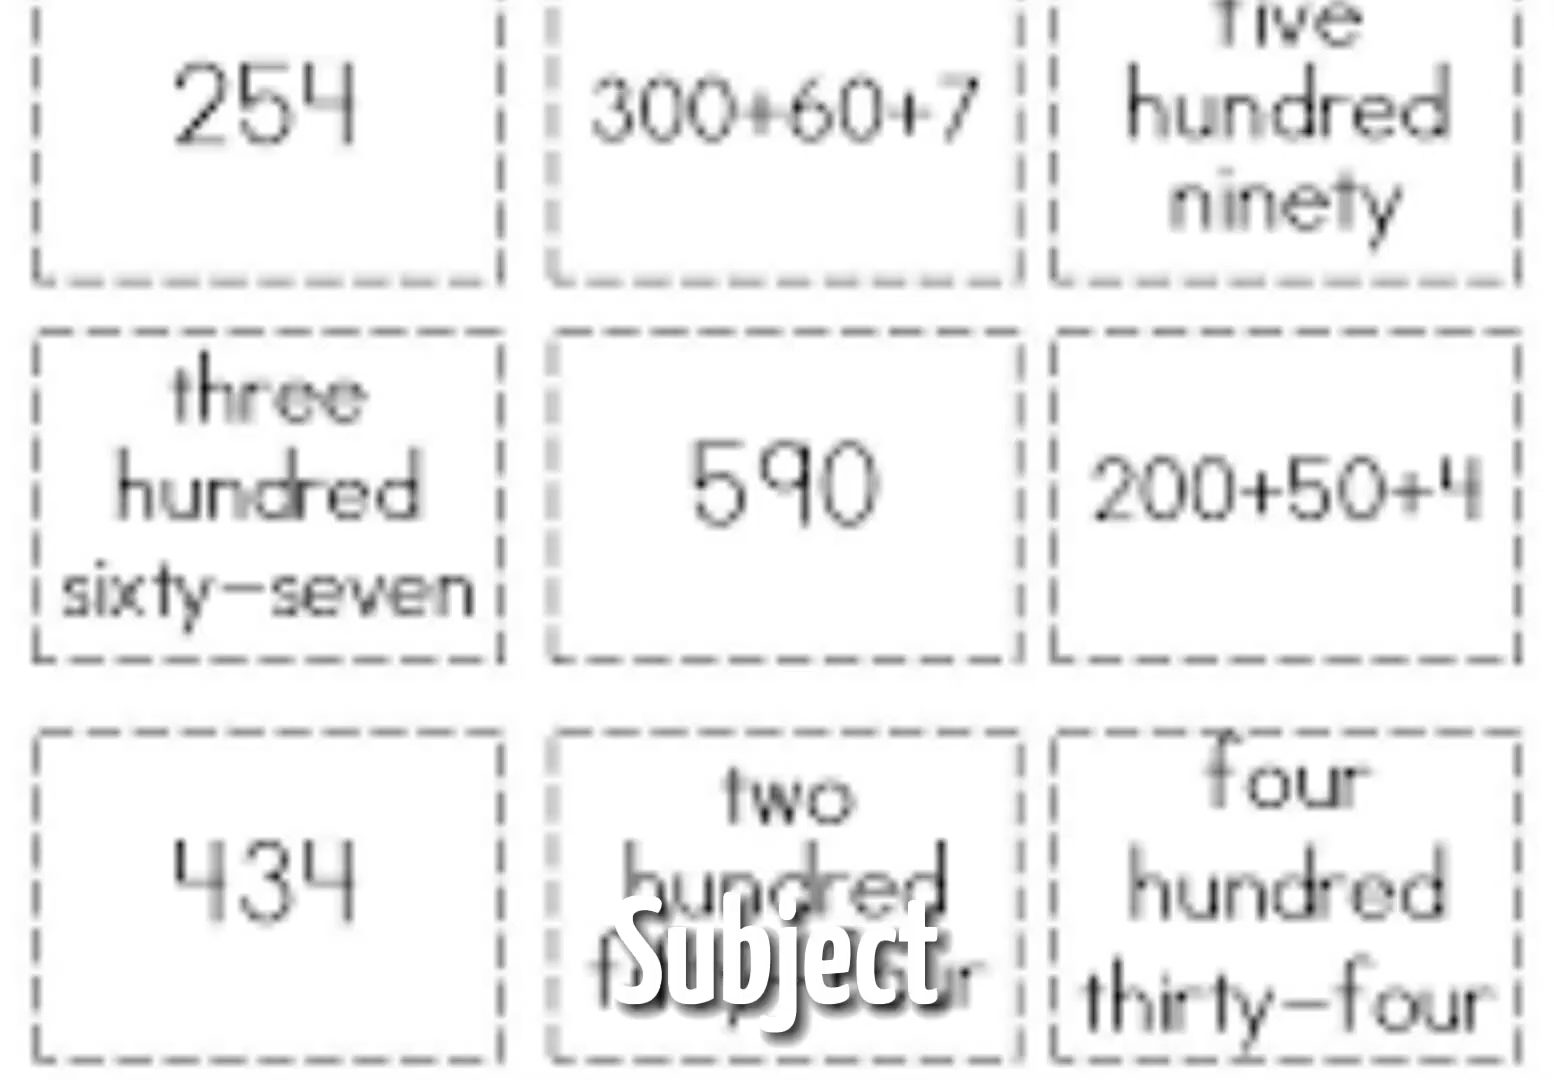 254
300+60+7
five
hundred
ninety
three
hundred
sixty-seven
590
200+50+4
434
two
hundred
four
hundred
thirty-four
Subject